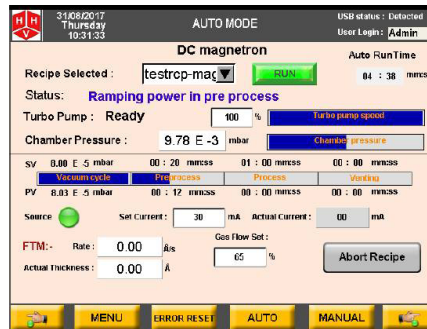 H H V
31/08/2017
Thursday
10:31:33
AUTO MODE
USB status : Detected
User Login : Admin
DC magnetron
Auto RunTime
Recipe Selected : testrcp-mag RUN 04 : 38 mm:ss
Status: Ramping power in pre process
Turbo Pump : Ready 100 % Turbo pump speed
Chamber Pressure : 9.78 E -3 mbar Chamber pressure
SV 8.00 E -5 mbar 00 : 20 mm:ss 01 : 00 mm:ss 00 : 00 mm:ss
Vacuum cycle Preprocess Process Venting
PV 8.03 E -5 mbar 00 : 12 mm:ss 00 : 00 mm:ss 00 : 00 mm:ss
Source Set Current : 30 mA Actual Current : 00 mA
FTM:- Rate : 0.00 Å/s Gas Flow Set : 65 %
Actual Thickness : 0.00 Å
Abort Recipe
MENU ERROR RESET AUTO MANUAL